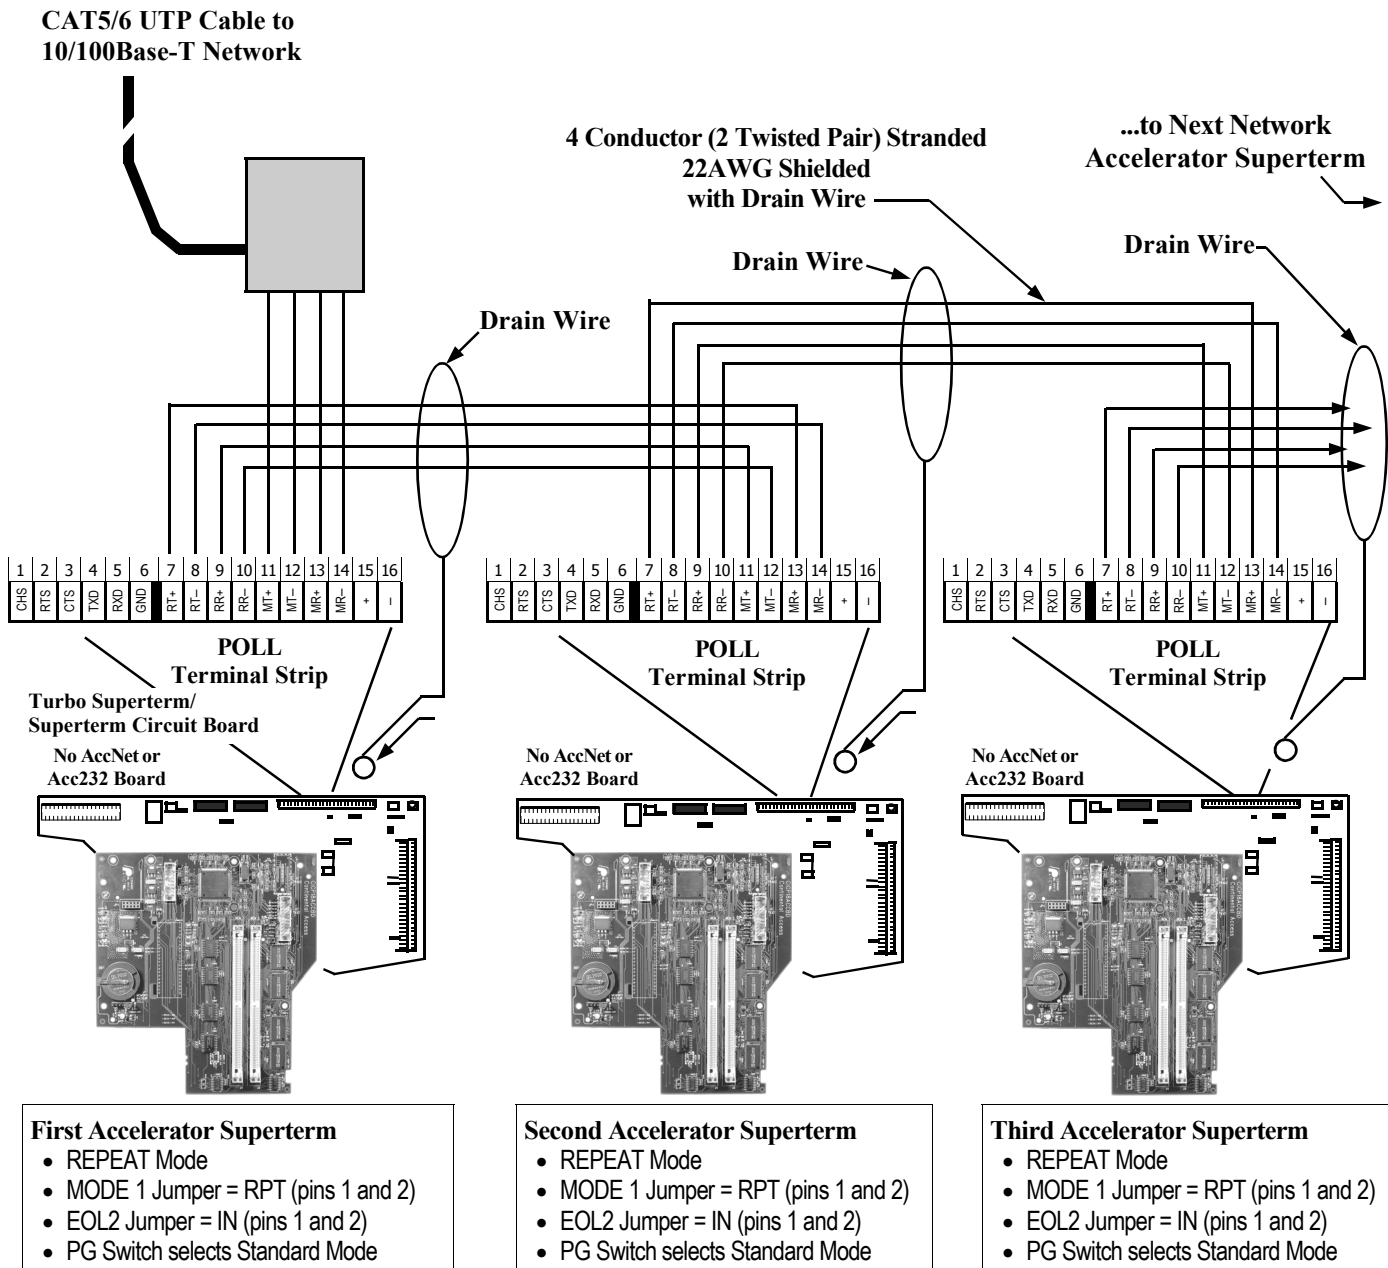 CAT5/6 UTP Cable to
10/100Base-T Network
4 Conductor (2 Twisted Pair) Stranded
22AWG Shielded
with Drain Wire
...to Next Network
Accelerator Superterm
Drain Wire
Drain Wire
Drain Wire
1 2 3 4 5 6 7 8 9 10 11 12 13 14 15 16
CHS RTS CTS TXD RXD GND RT+ RT– RR+ RR– MT+ MT– MR+ MR– + –
POLL
Terminal Strip
1 2 3 4 5 6 7 8 9 10 11 12 13 14 15 16
CHS RTS CTS TXD RXD GND RT+ RT– RR+ RR– MT+ MT– MR+ MR– + –
POLL
Terminal Strip
1 2 3 4 5 6 7 8 9 10 11 12 13 14 15 16
CHS RTS CTS TXD RXD GND RT+ RT– RR+ RR– MT+ MT– MR+ MR– + –
POLL
Terminal Strip
Turbo Superterm/
Superterm Circuit Board
No AccNet or
Acc232 Board
No AccNet or
Acc232 Board
No AccNet or
Acc232 Board
First Accelerator Superterm
• REPEAT Mode
• MODE 1 Jumper = RPT (pins 1 and 2)
• EOL2 Jumper = IN (pins 1 and 2)
• PG Switch selects Standard Mode
Second Accelerator Superterm
• REPEAT Mode
• MODE 1 Jumper = RPT (pins 1 and 2)
• EOL2 Jumper = IN (pins 1 and 2)
• PG Switch selects Standard Mode
Third Accelerator Superterm
• REPEAT Mode
• MODE 1 Jumper = RPT (pins 1 and 2)
• EOL2 Jumper = IN (pins 1 and 2)
• PG Switch selects Standard Mode